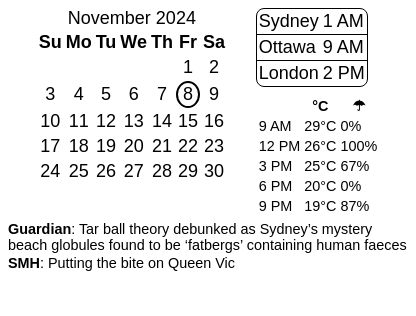 November 2024
Su Mo Tu We Th Fr Sa
1 2
3 4 5 6 7 8 9
10 11 12 13 14 15 16
17 18 19 20 21 22 23
24 25 26 27 28 29 30
Sydney 1 AM
Ottawa 9 AM
London 2 PM
°C ☂
9 AM 29°C 0%
12 PM 26°C 100%
3 PM 25°C 67%
6 PM 20°C 0%
9 PM 19°C 87%
Guardian: Tar ball theory debunked as Sydney’s mystery
beach globules found to be ‘fatbergs’ containing human faeces
SMH: Putting the bite on Queen Vic